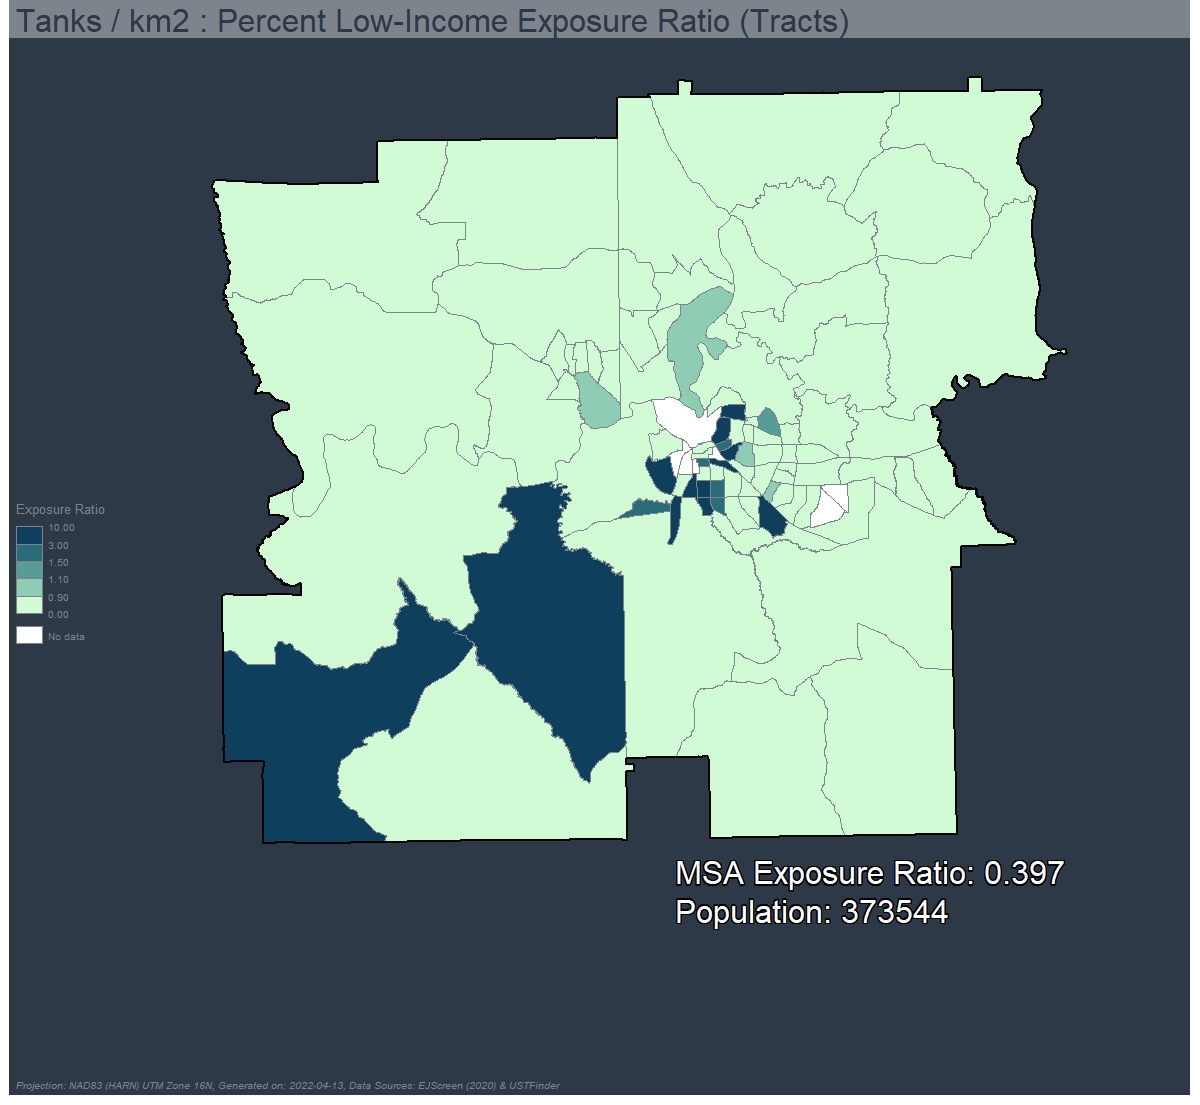 Tanks / km2 : Percent Low-Income Exposure Ratio (Tracts)
Exposure Ratio
10.00
3.00
1.50
1.10
0.90
0.00
No data
MSA Exposure Ratio: 0.397
Population: 373544
Projection: NAD83 (HARN) UTM Zone 16N, Generated on: 2022-04-13, Data Sources: EJScreen (2020) & USTFinder